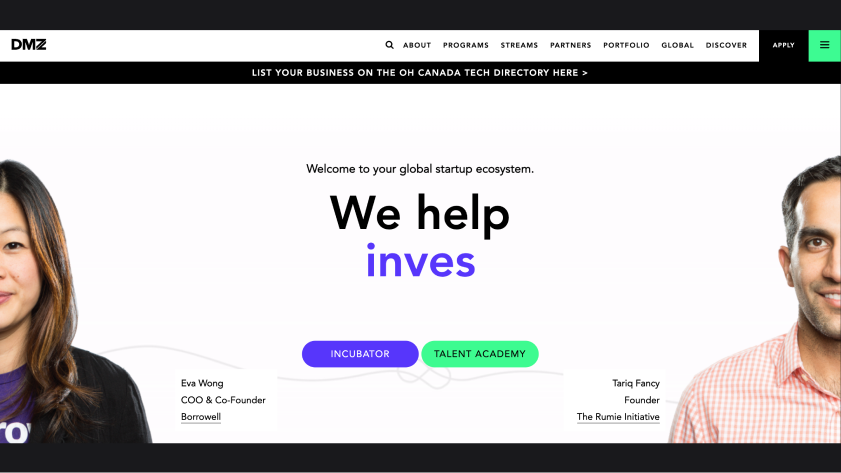 DMZ
ABOUT PROGRAMS STREAMS PARTNERS PORTFOLIO GLOBAL DISCOVER APPLY
LIST YOUR BUSINESS ON THE OH CANADA TECH DIRECTORY HERE >
Welcome to your global startup ecosystem.
We help
inves
INCUBATOR TALENT ACADEMY
Eva Wong
COO & Co-Founder
Borrowell
Tariq Fancy
Founder
The Rumie Initiative